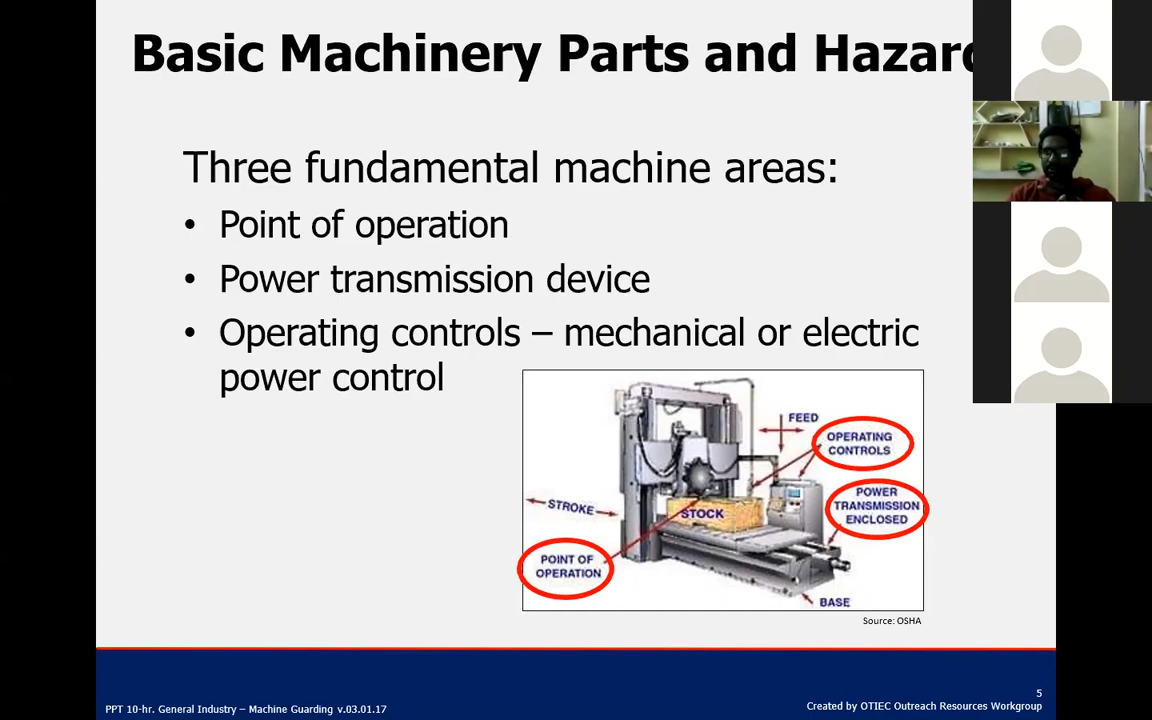 Basic Machinery Parts and Hazard
Three fundamental machine areas:
• Point of operation
• Power transmission device
• Operating controls – mechanical or electric
power control
FEED
OPERATING
CONTROLS
POWER
TRANSMISSION
ENCLOSED
STROKE
STOCK
POINT OF
OPERATION
BASE
Source: OSHA
5
PPT 10-hr. General Industry – Machine Guarding v.03.01.17
Created by OTIEC Outreach Resources Workgroup